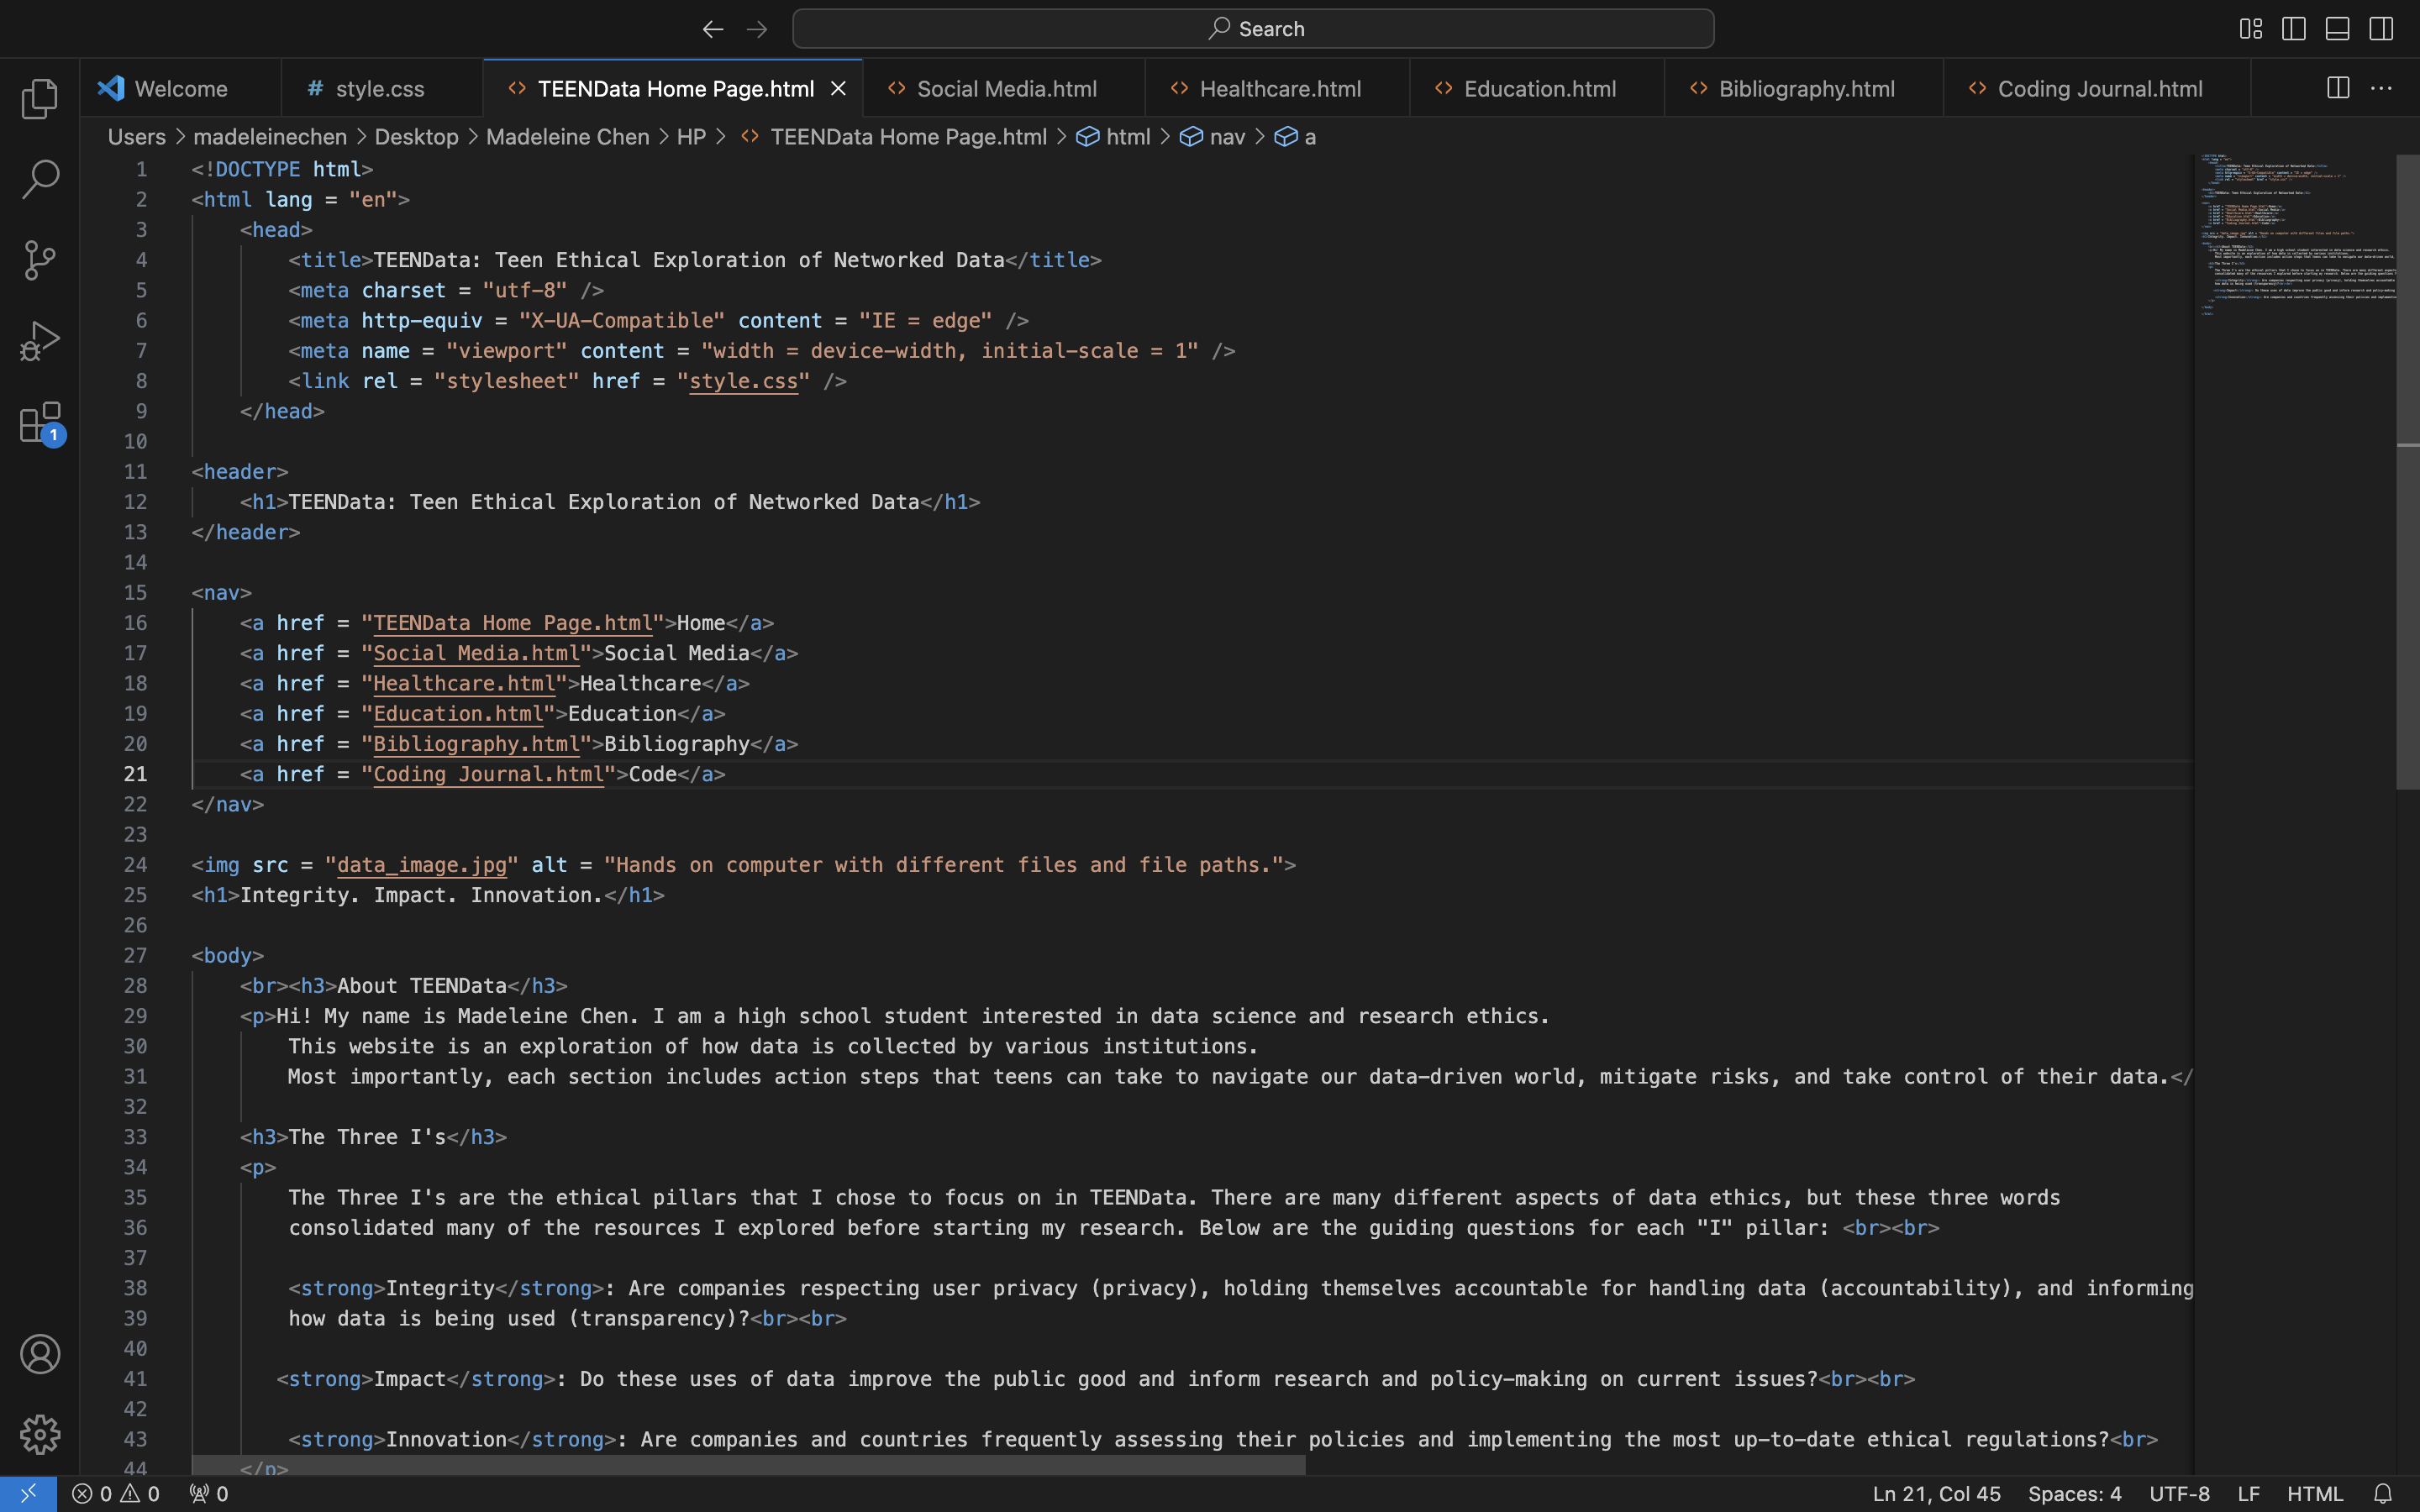 Search
Welcome
# style.css
TEENData Home Page.html
Social Media.html
Healthcare.html
Education.html
Bibliography.html
Coding Journal.html
Users > madeleinechen > Desktop > Madeleine Chen > HP > TEENData Home Page.html > html > nav > a
1 <!DOCTYPE html>
2 <html lang = "en">
3 <head>
4 <title>TEENData: Teen Ethical Exploration of Networked Data</title>
5 <meta charset = "utf-8" />
6 <meta http-equiv = "X-UA-Compatible" content = "IE = edge" />
7 <meta name = "viewport" content = "width = device-width, initial-scale = 1" />
8 <link rel = "stylesheet" href = "style.css" />
9 </head>
10
11 <header>
12 <h1>TEENData: Teen Ethical Exploration of Networked Data</h1>
13 </header>
14
15 <nav>
16 <a href = "TEENData Home Page.html">Home</a>
17 <a href = "Social Media.html">Social Media</a>
18 <a href = "Healthcare.html">Healthcare</a>
19 <a href = "Education.html">Education</a>
20 <a href = "Bibliography.html">Bibliography</a>
21 <a href = "Coding Journal.html">Code</a>
22 </nav>
23
24 <img src = "data_image.jpg" alt = "Hands on computer with different files and file paths.">
25 <h1>Integrity. Impact. Innovation.</h1>
26
27 <body>
28 <br><h3>About TEENData</h3>
29 <p>Hi! My name is Madeleine Chen. I am a high school student interested in data science and research ethics.
30 This website is an exploration of how data is collected by various institutions.
31 Most importantly, each section includes action steps that teens can take to navigate our data-driven world, mitigate risks, and take control of their data.</
32
33 <h3>The Three I's</h3>
34 <p>
35 The Three I's are the ethical pillars that I chose to focus on in TEENData. There are many different aspects of data ethics, but these three words
36 consolidated many of the resources I explored before starting my research. Below are the guiding questions for each "I" pillar: <br><br>
37
38 <strong>Integrity</strong>: Are companies respecting user privacy (privacy), holding themselves accountable for handling data (accountability), and informing
39 how data is being used (transparency)?<br><br>
40
41 <strong>Impact</strong>: Do these uses of data improve the public good and inform research and policy-making on current issues?<br><br>
42
43 <strong>Innovation</strong>: Are companies and countries frequently assessing their policies and implementing the most up-to-date ethical regulations?<br>
44 </p>
1
0 0 0
Ln 21, Col 45 Spaces: 4 UTF-8 LF HTML